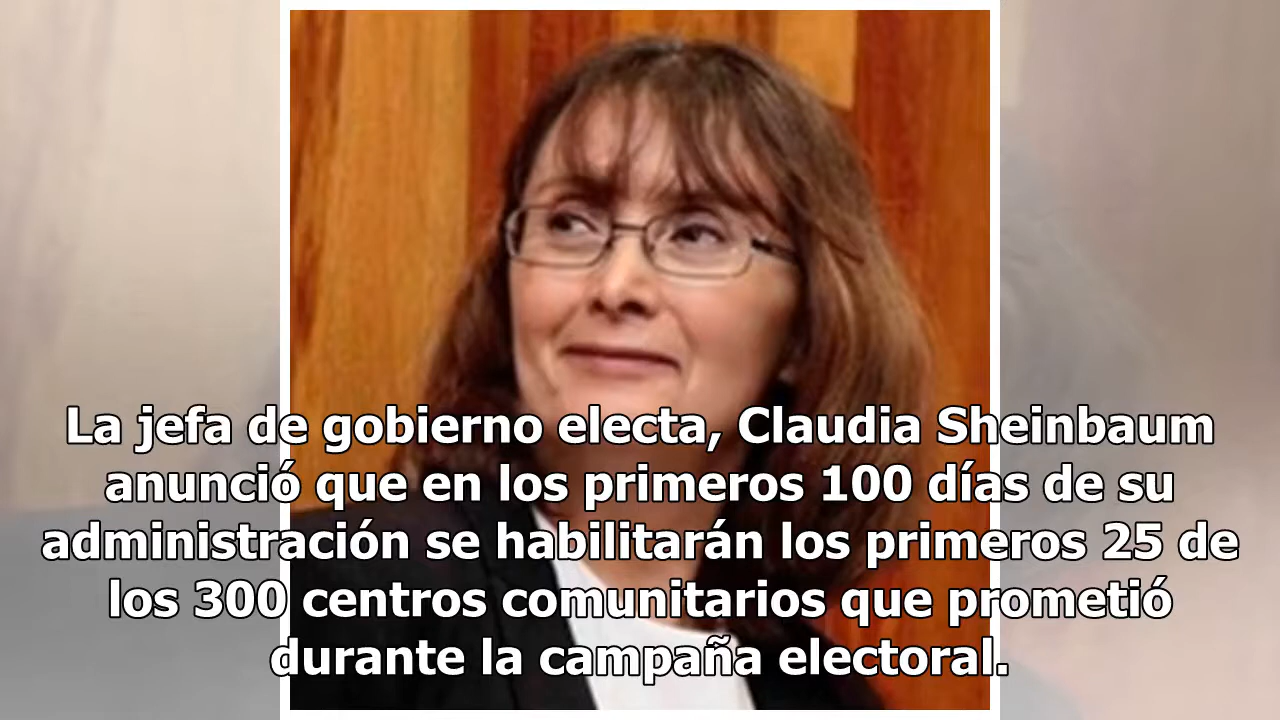 La jefa de gobierno electa, Claudia Sheinbaum
anunció que en los primeros 100 días de su
administración se habilitarán los primeros 25 de
los 300 centros comunitarios que prometió
durante la campaña electoral.